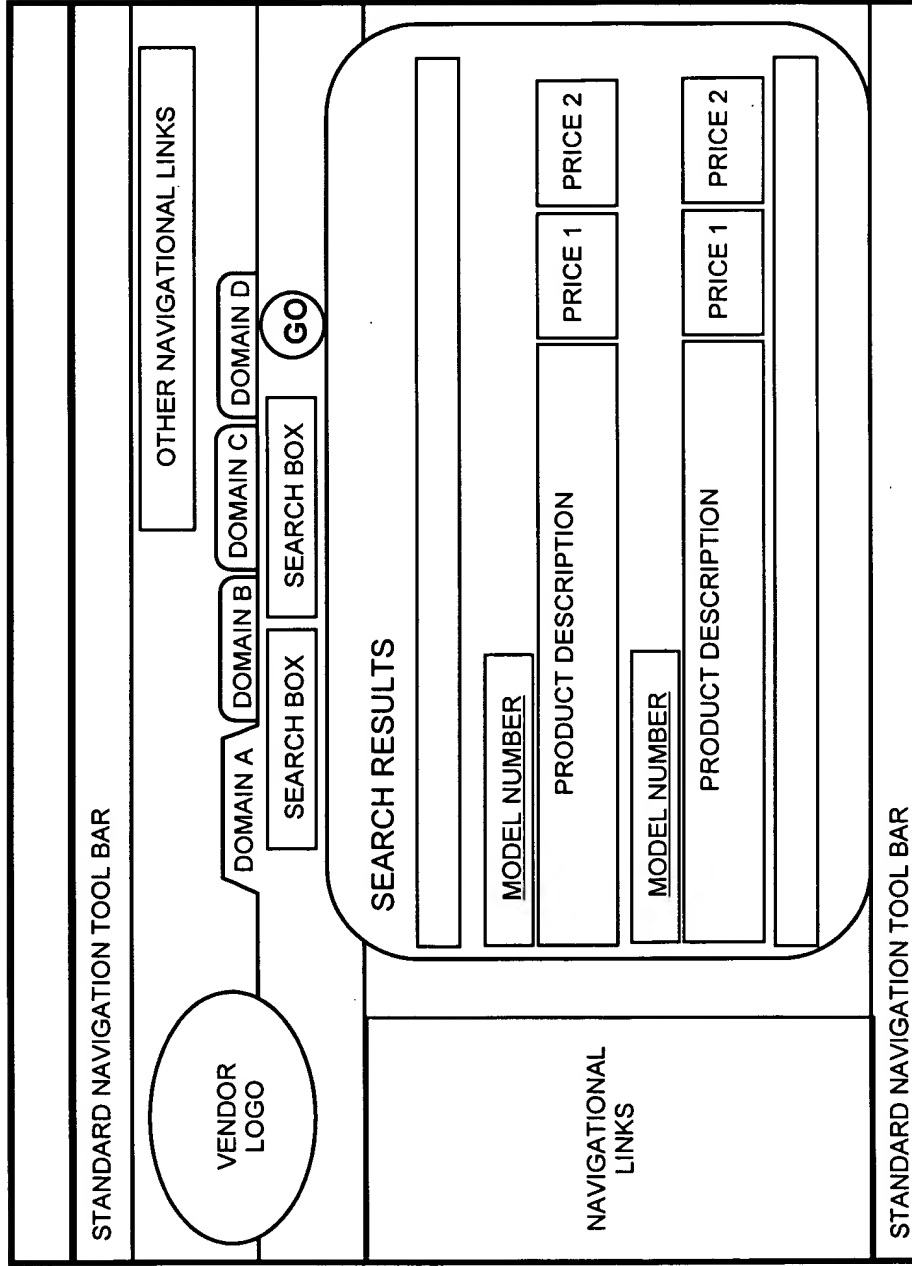 STANDARD NAVIGATION TOOL BAR
OTHER NAVIGATIONAL LINKS
VENDOR
LOGO
DOMAIN A
DOMAIN B
DOMAIN C
DOMAIN D
SEARCH BOX
SEARCH BOX
GO
SEARCH RESULTS
MODEL NUMBER
PRODUCT DESCRIPTION
PRICE 1
PRICE 2
MODEL NUMBER
PRODUCT DESCRIPTION
PRICE 1
PRICE 2
NAVIGATIONAL
LINKS
STANDARD NAVIGATION TOOL BAR